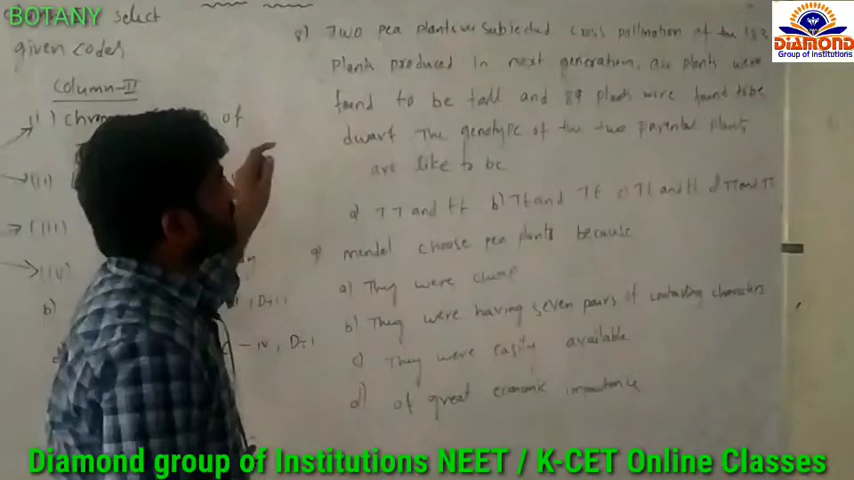 BOTANY
DIAMOND
Group of Institutions
select
given codes
Column-II
i) chro of
(ii)
(iii)
(iv)
b)
, D-ii
- iv, D-i
8) Two pea plants subjected cross pollination of the 183
plants produced in next generation, plants were
found to be tall and 89 plants were found to be
dwarf The genotype of the two parental plants
are like to be
a) TT and tt b) Tt and Tt c) Tt and tt d TT and TT
9) mendel choose pea plants because
a) They were cheap
b) They were having seven pairs of contrasting characters
c) They were easily available
d) of great economic importance
Diamond group of Institutions NEET / K-CET Online Classes